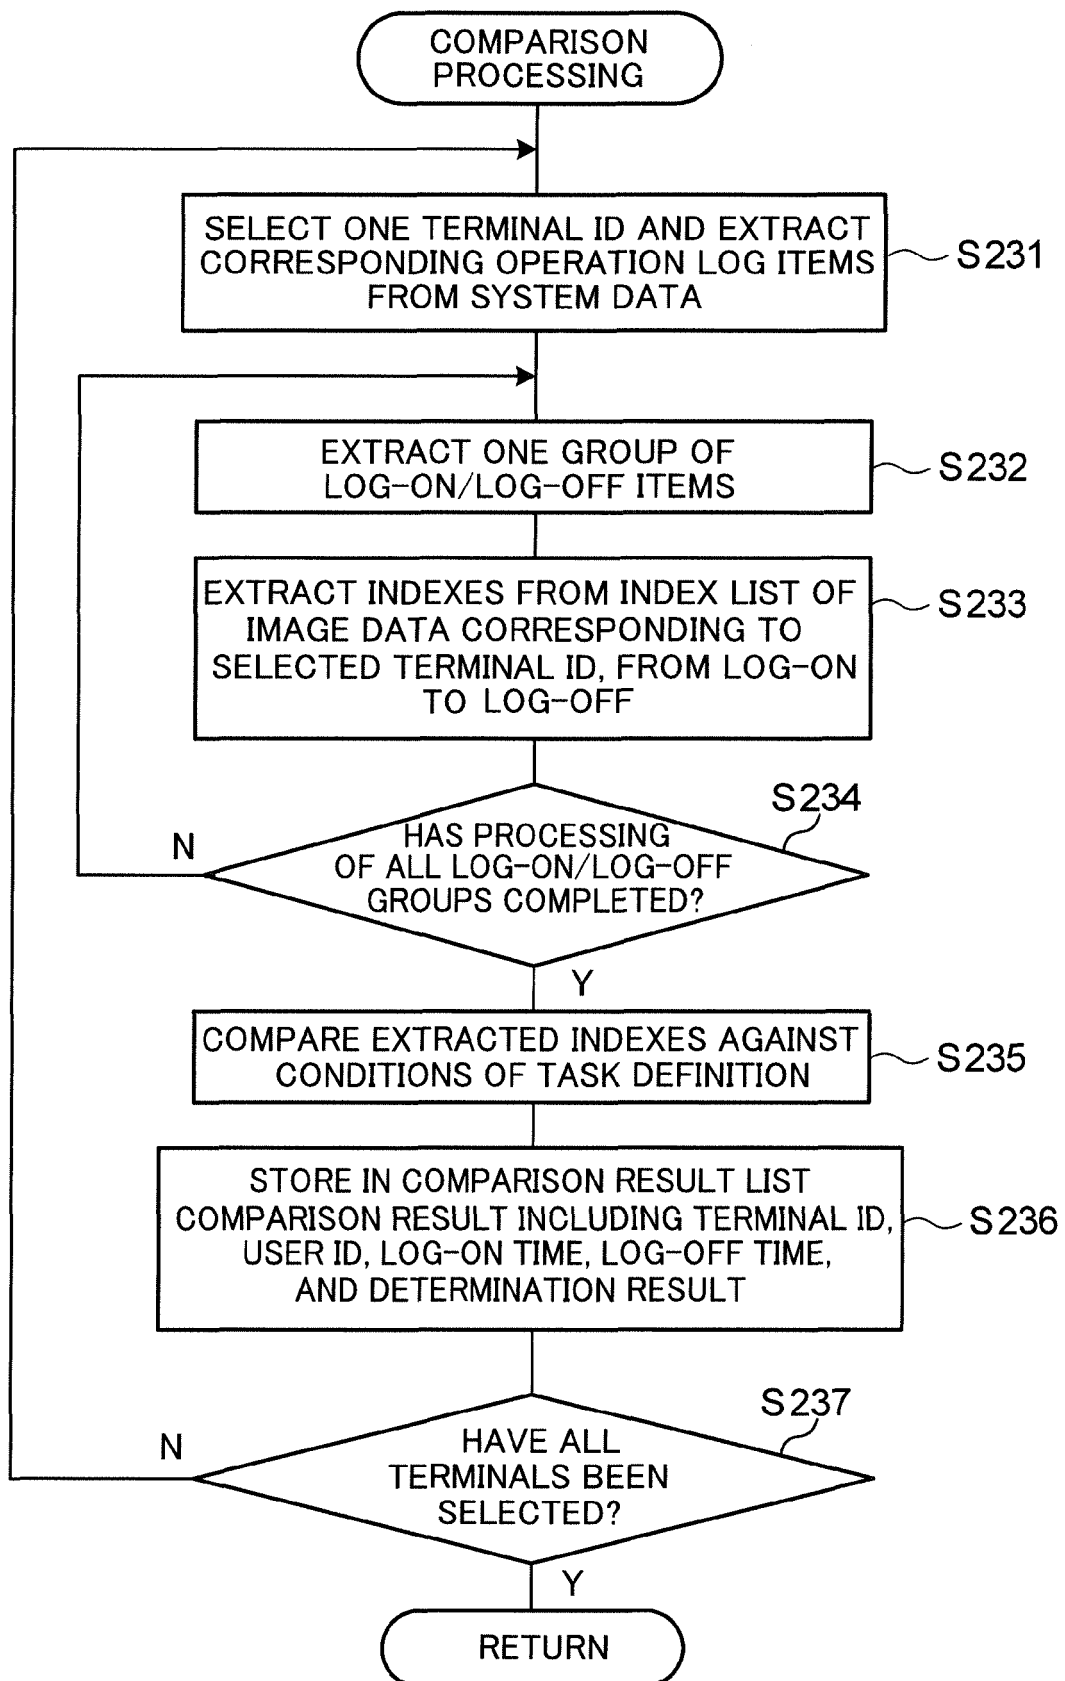 COMPARISON
PROCESSING
SELECT ONE TERMINAL ID AND EXTRACT
CORRESPONDING OPERATION LOG ITEMS
FROM SYSTEM DATA
S231
EXTRACT ONE GROUP OF
LOG-ON/LOG-OFF ITEMS
S232
EXTRACT INDEXES FROM INDEX LIST OF
IMAGE DATA CORRESPONDING TO
SELECTED TERMINAL ID, FROM LOG-ON
TO LOG-OFF
S233
S234
HAS PROCESSING
OF ALL LOG-ON/LOG-OFF
GROUPS COMPLETED?
N
Y
COMPARE EXTRACTED INDEXES AGAINST
CONDITIONS OF TASK DEFINITION
S235
STORE IN COMPARISON RESULT LIST
COMPARISON RESULT INCLUDING TERMINAL ID,
USER ID, LOG-ON TIME, LOG-OFF TIME,
AND DETERMINATION RESULT
S236
S237
HAVE ALL
TERMINALS BEEN
SELECTED?
N
Y
RETURN